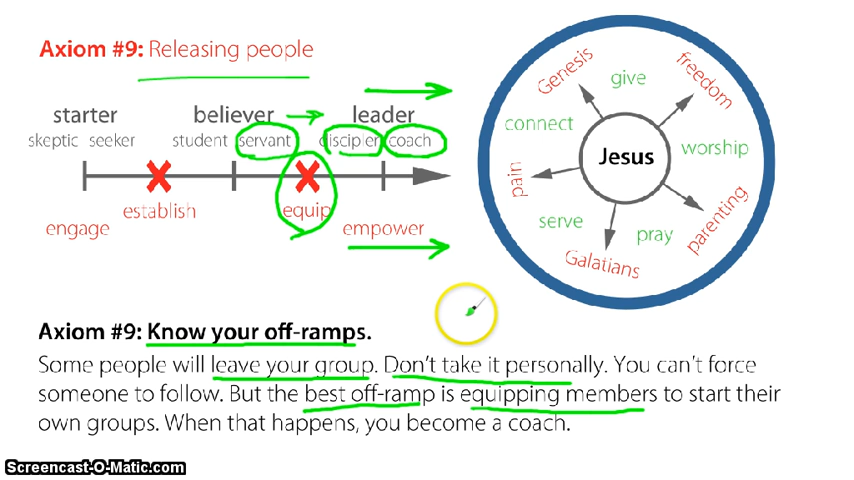 Axiom #9: Releasing people
starter believer leader
skeptic seeker student servant discipler coach
establish equip
engage empower
Genesis
give
freedom
connect
worship
Jesus
pain
parenting
serve
pray
Galatians
Axiom #9: Know your off-ramps.
Some people will leave your group. Don't take it personally. You can't force
someone to follow. But the best off-ramp is equipping members to start their
own groups. When that happens, you become a coach.
Screencast-O-Matic.com